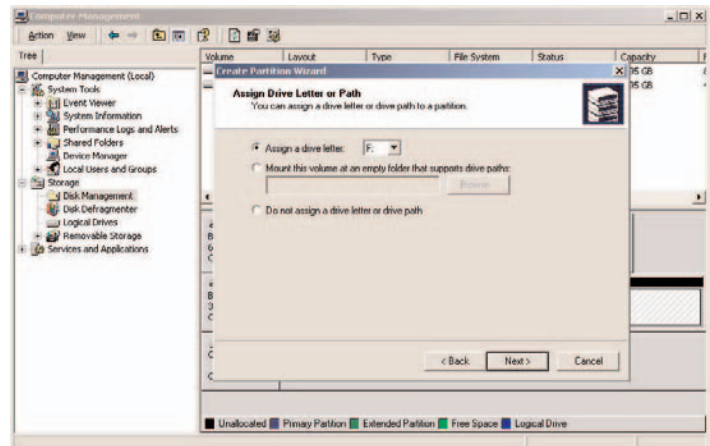 Computer Management
Action View
Tree
Volume Layout Type File System Status Capacity
Computer Management (Local)
System Tools
Event Viewer
System Information
Performance Logs and Alerts
Shared Folders
Device Manager
Local Users and Groups
Storage
Disk Management
Disk Defragmenter
Logical Drives
Removable Storage
Services and Applications
Create Partition Wizard
95 GB
95 GB
Assign Drive Letter or Path
You can assign a drive letter or drive path to a partition.
Assign a drive letter: F:
Mount this volume at an empty folder that supports drive paths:
Browse
Do not assign a drive letter or drive path
< Back Next > Cancel
Unallocated Primary Partition Extended Partition Free Space Logical Drive